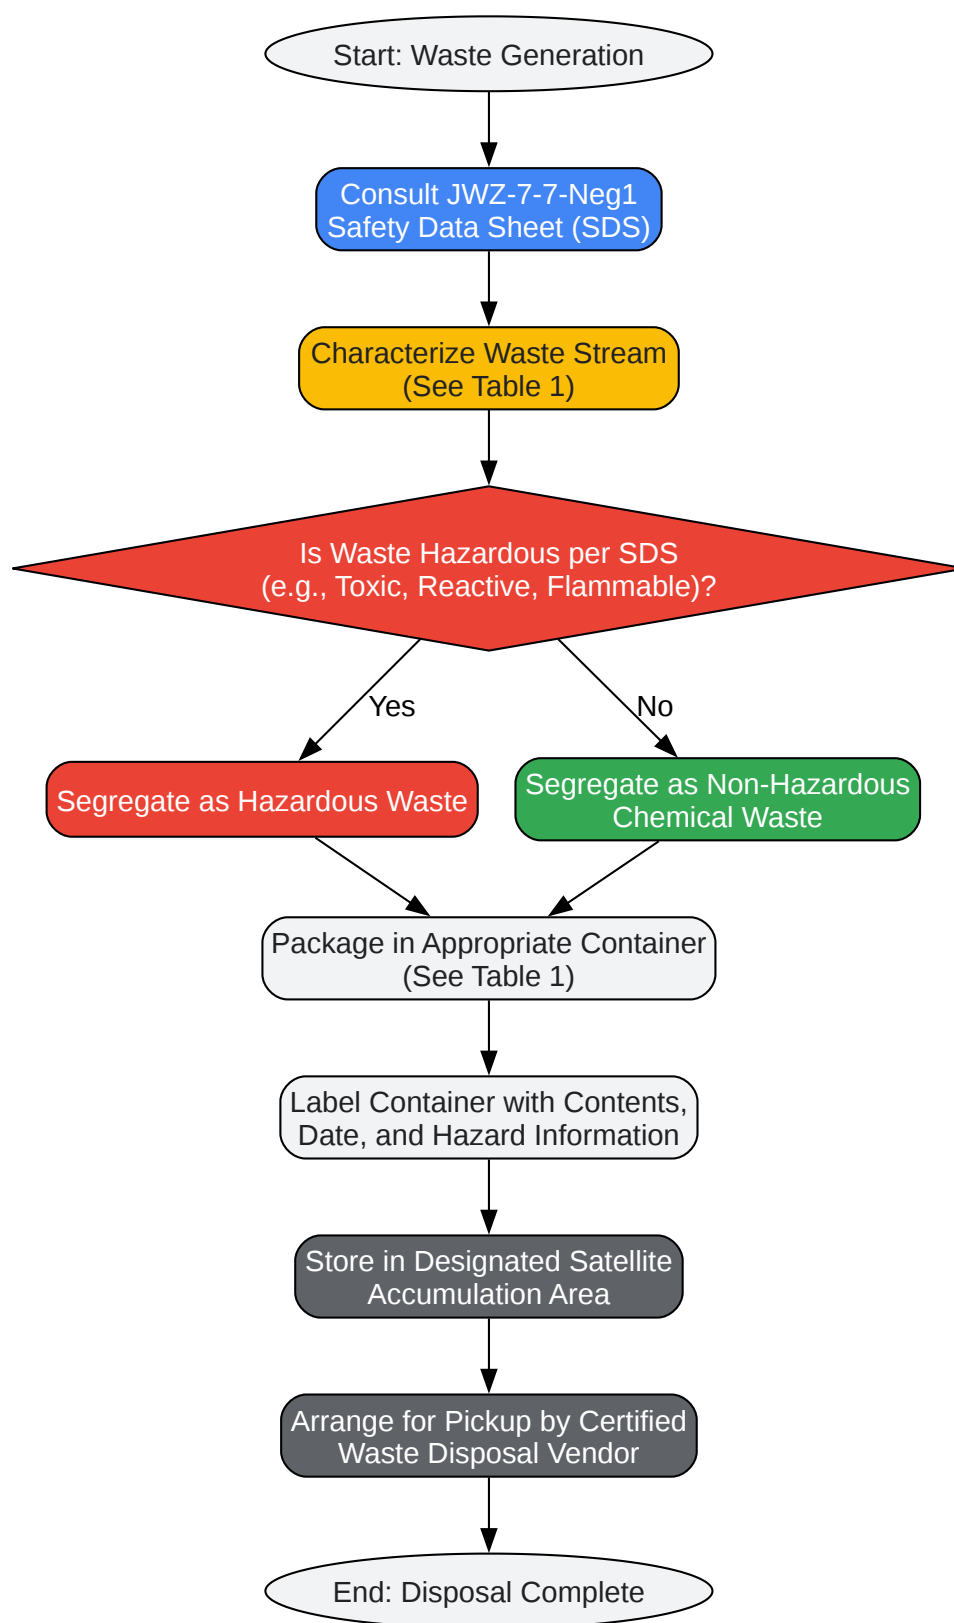 Start: Waste Generation
Consult JWZ-7-7-Neg1
Safety Data Sheet (SDS)
Characterize Waste Stream
(See Table 1)
Is Waste Hazardous per SDS
(e.g., Toxic, Reactive, Flammable)?
Yes
No
Segregate as Hazardous Waste
Segregate as Non-Hazardous
Chemical Waste
Package in Appropriate Container
(See Table 1)
Label Container with Contents,
Date, and Hazard Information
Store in Designated Satellite
Accumulation Area
Arrange for Pickup by Certified
Waste Disposal Vendor
End: Disposal Complete